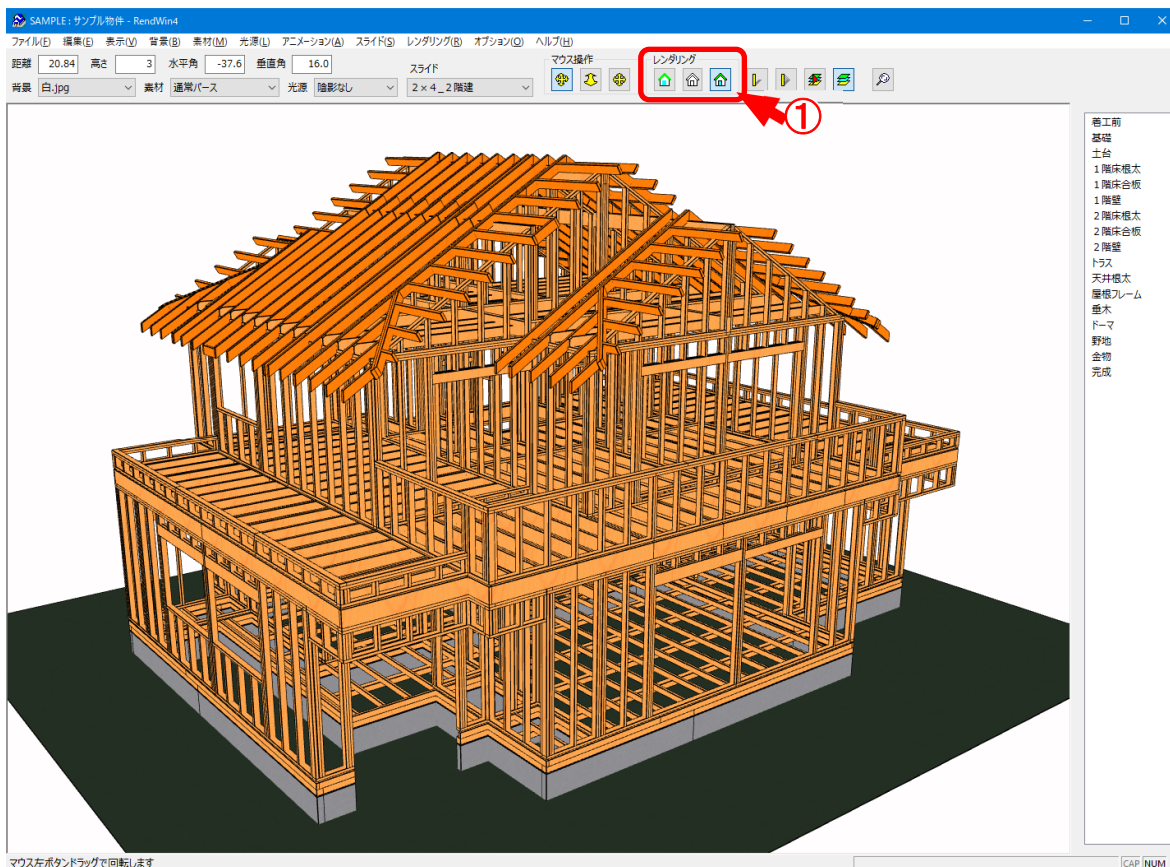 SAMPLE : サンプル物件 - RendWin4
ファイル(F) 編集(E) 表示(V) 背景(B) 素材(M) 光源(L) アニメーション(A) スライド(S) レンダリング(R) オプション(O) ヘルプ(H)
距離 20.84 高さ 3 水平角 -37.6 垂直角 16.0 スライド マウス操作 レンダリング
背景 白.jpg 素材 通常パース 光源 陰影なし 2×4_2階建
①
着工前
基礎
土台
1階床根太
1階床合板
1階壁
2階床根太
2階床合板
2階壁
トラス
天井根太
屋根フレーム
垂木
ドーマ
野地
金物
完成
マウス左ボタンドラッグで回転します
CAP NUM